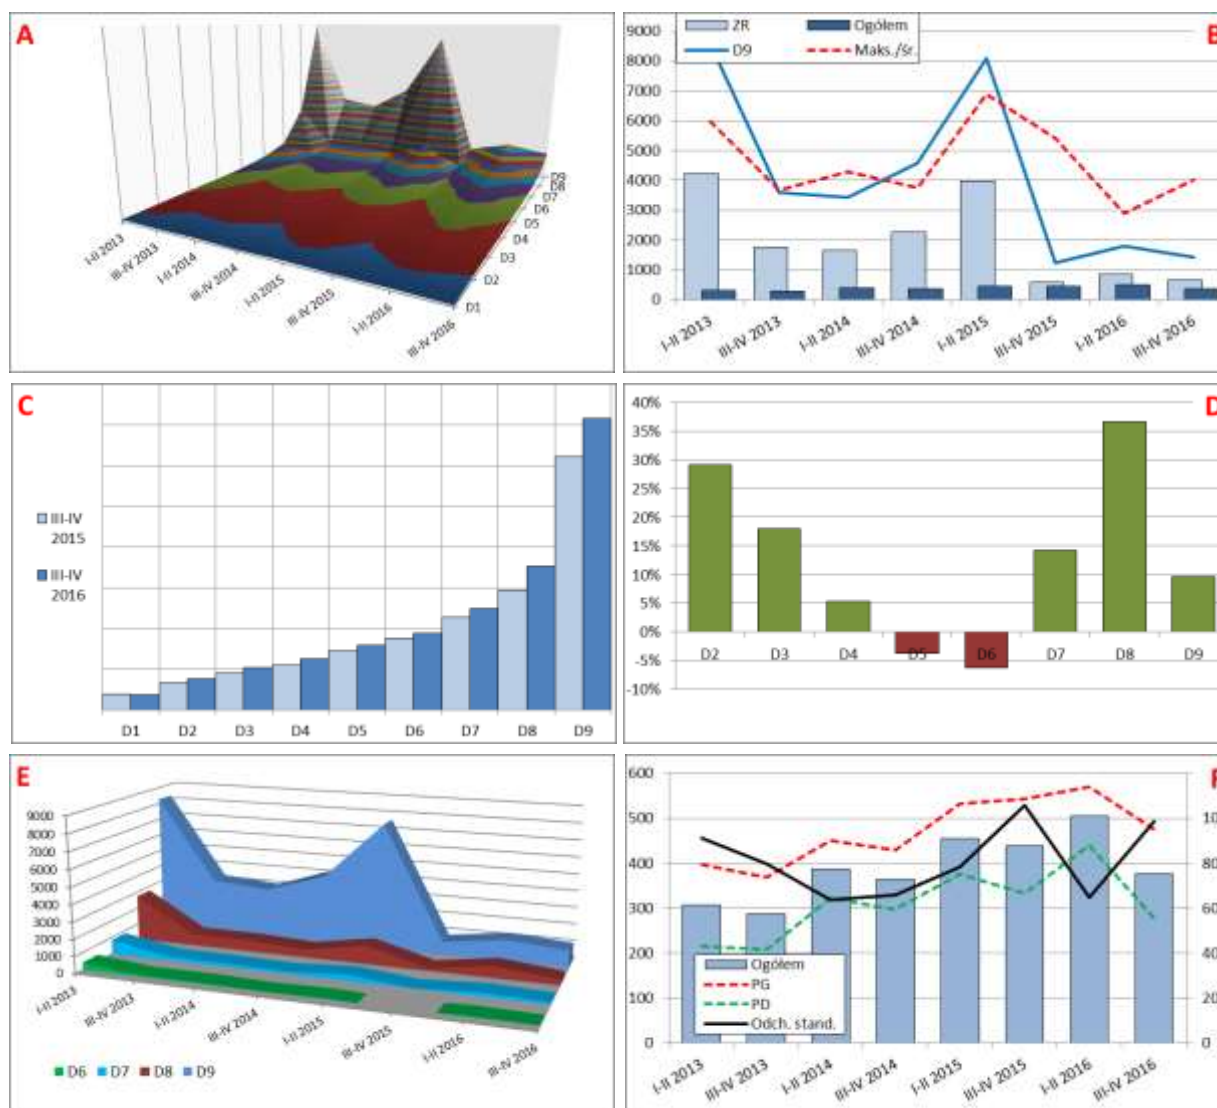 A
I-II 2013
III-IV 2013
I-II 2014
III-IV 2014
I-II 2015
III-IV 2015
I-II 2016
III-IV 2016
D1
D2
D3
D4
D5
D6
D7
D8
D9
B
ZR
Ogółem
D9
Maks./śr.
9000
8000
7000
6000
5000
4000
3000
2000
1000
0
I-II 2013
III-IV 2013
I-II 2014
III-IV 2014
I-II 2015
III-IV 2015
I-II 2016
III-IV 2016
C
III-IV
2015
III-IV
2016
D1 D2 D3 D4 D5 D6 D7 D8 D9
D
40%
35%
30%
25%
20%
15%
10%
5%
0%
-5%
-10%
D2 D3 D4 D5 D6 D7 D8 D9
E
9000
8000
7000
6000
5000
4000
3000
2000
1000
0
I-II 2013
III-IV 2013
I-II 2014
III-IV 2014
I-II 2015
III-IV 2015
I-II 2016
III-IV 2016
D6 D7 D8 D9
600
500
400
300
200
100
0
Ogółem
PG
PD
Odch. stand.
80
60
40
20
0
I-II 2013
III-IV 2013
I-II 2014
III-IV 2014
I-II 2015
III-IV 2015
I-II 2016
III-IV 2016